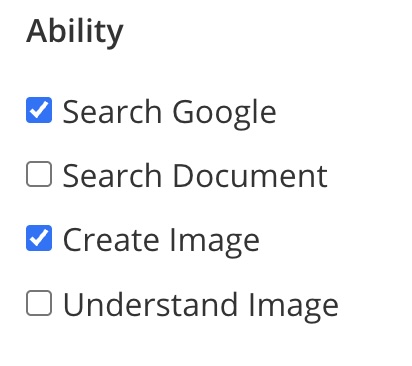 Ability
Search Google
Search Document
Create Image
Understand Image